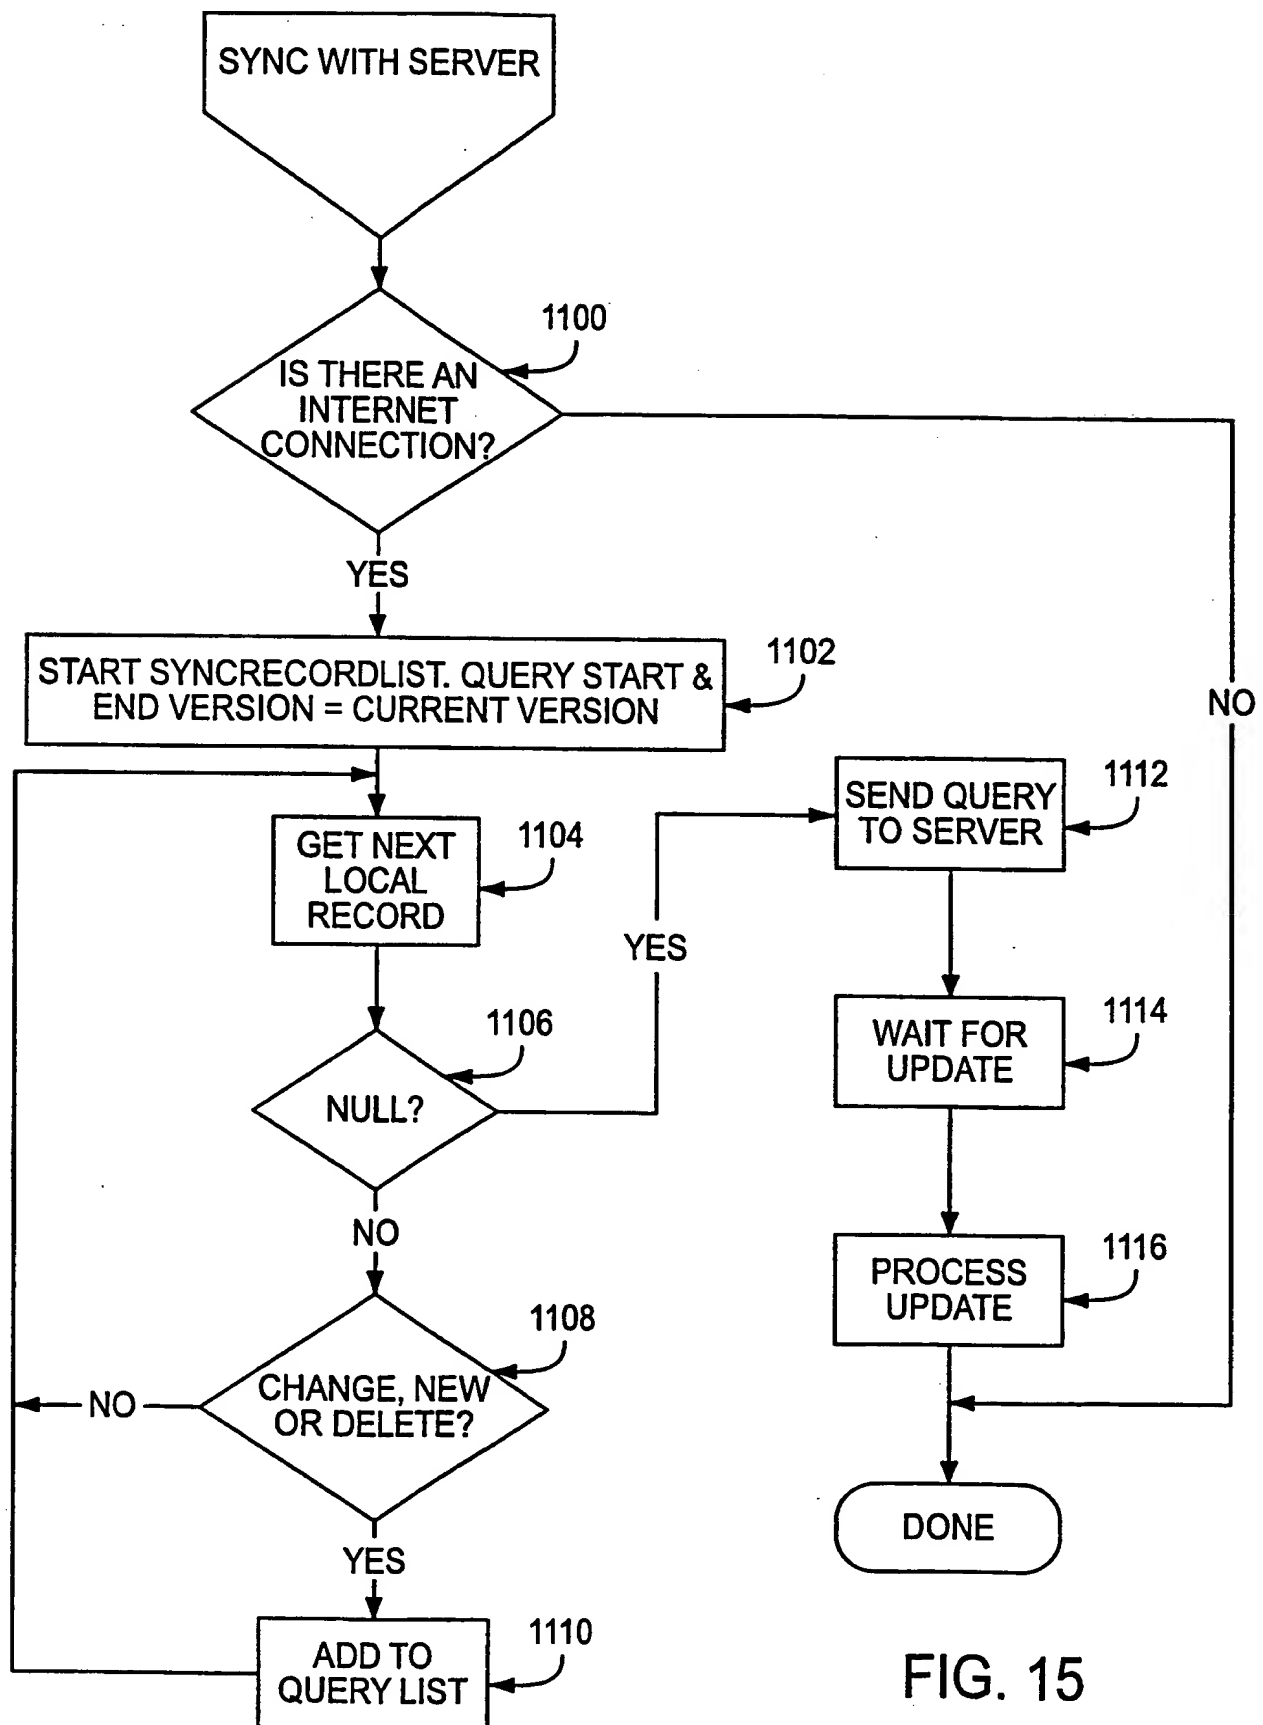 SYNC WITH SERVER
1100
IS THERE AN
INTERNET
CONNECTION?
YES
NO
1102
START SYNCRECORDLIST. QUERY START &
END VERSION = CURRENT VERSION
1104
GET NEXT
LOCAL
RECORD
1106
NULL?
YES
NO
1108
CHANGE, NEW
OR DELETE?
NO
YES
1110
ADD TO
QUERY LIST
1112
SEND QUERY
TO SERVER
1114
WAIT FOR
UPDATE
1116
PROCESS
UPDATE
DONE
FIG. 15